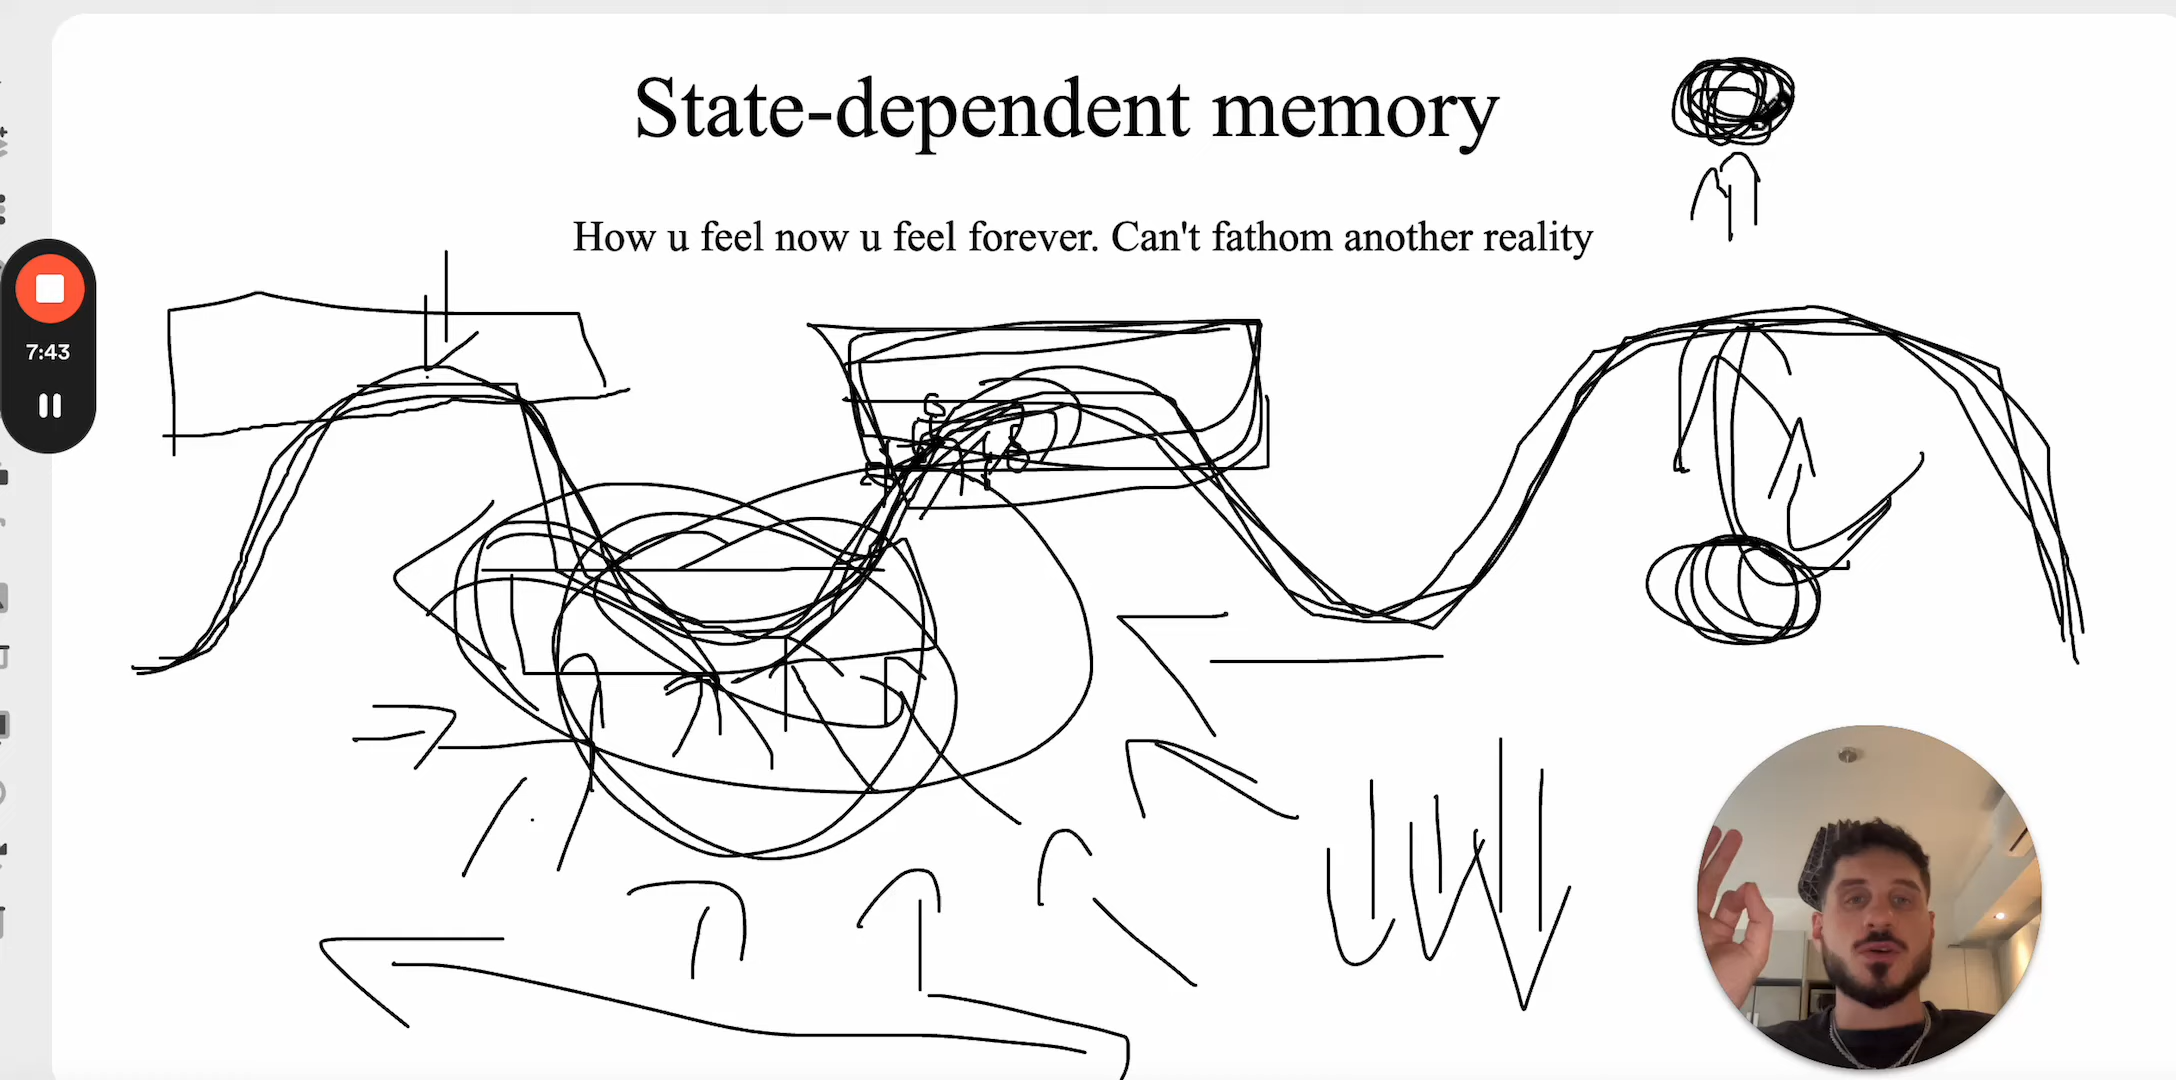 State-dependent memory
How u feel now u feel forever. Can't fathom another reality
7:43